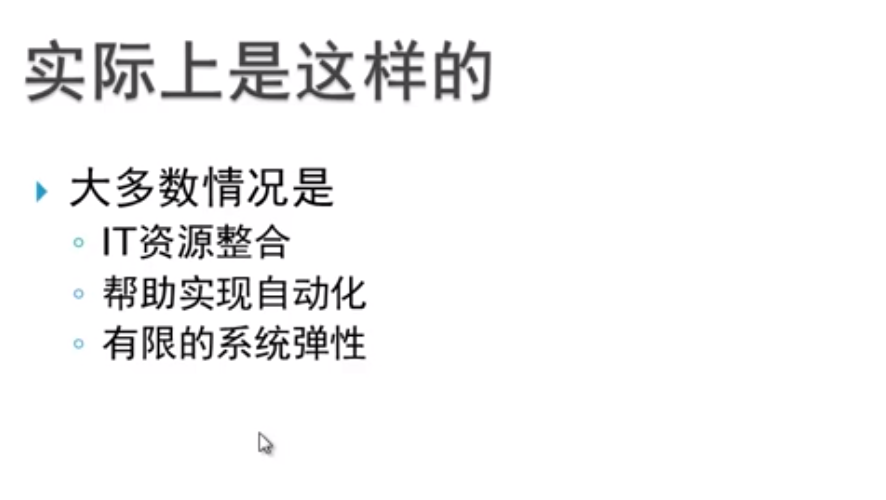 实际上是这样的
大多数情况是
IT资源整合
帮助实现自动化
有限的系统弹性